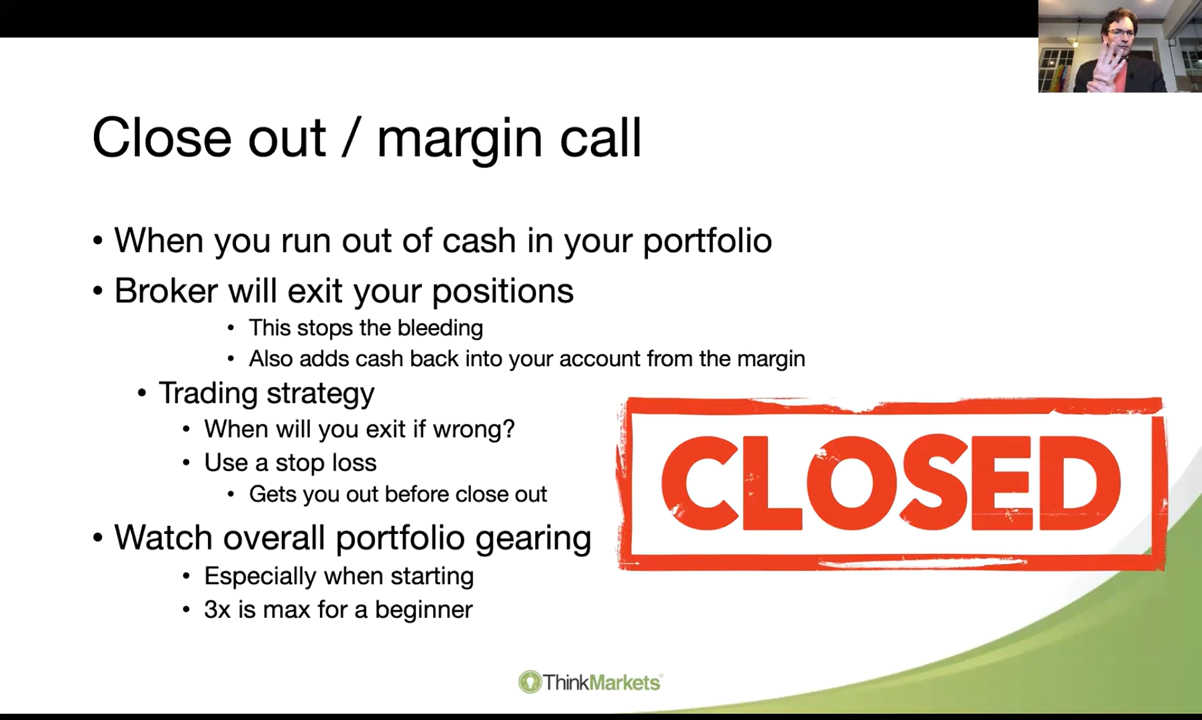 Close out / margin call
• When you run out of cash in your portfolio
• Broker will exit your positions
• This stops the bleeding
• Also adds cash back into your account from the margin
• Trading strategy
• When will you exit if wrong?
• Use a stop loss
• Gets you out before close out
CLOSED
• Watch overall portfolio gearing
• Especially when starting
• 3x is max for a beginner
ThinkMarkets